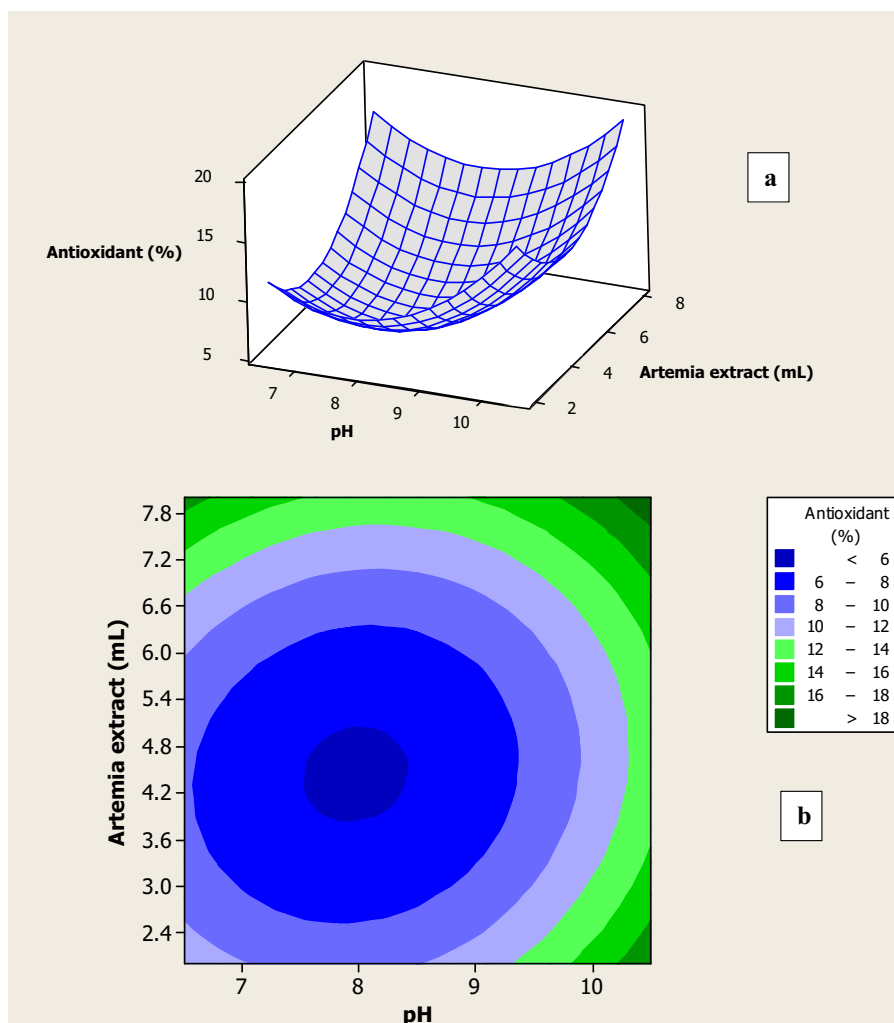 a
20
15
Antioxidant (%)
10
5
7
8
9
10
pH
2
4
6
8
Artemia extract (mL)
7.8
7.2
6.6
6.0
5.4
4.8
4.2
3.6
3.0
2.4
Artemia extract (mL)
7
8
9
10
pH
Antioxidant
(%)
< 6
6 – 8
8 – 10
10 – 12
12 – 14
14 – 16
16 – 18
> 18
b